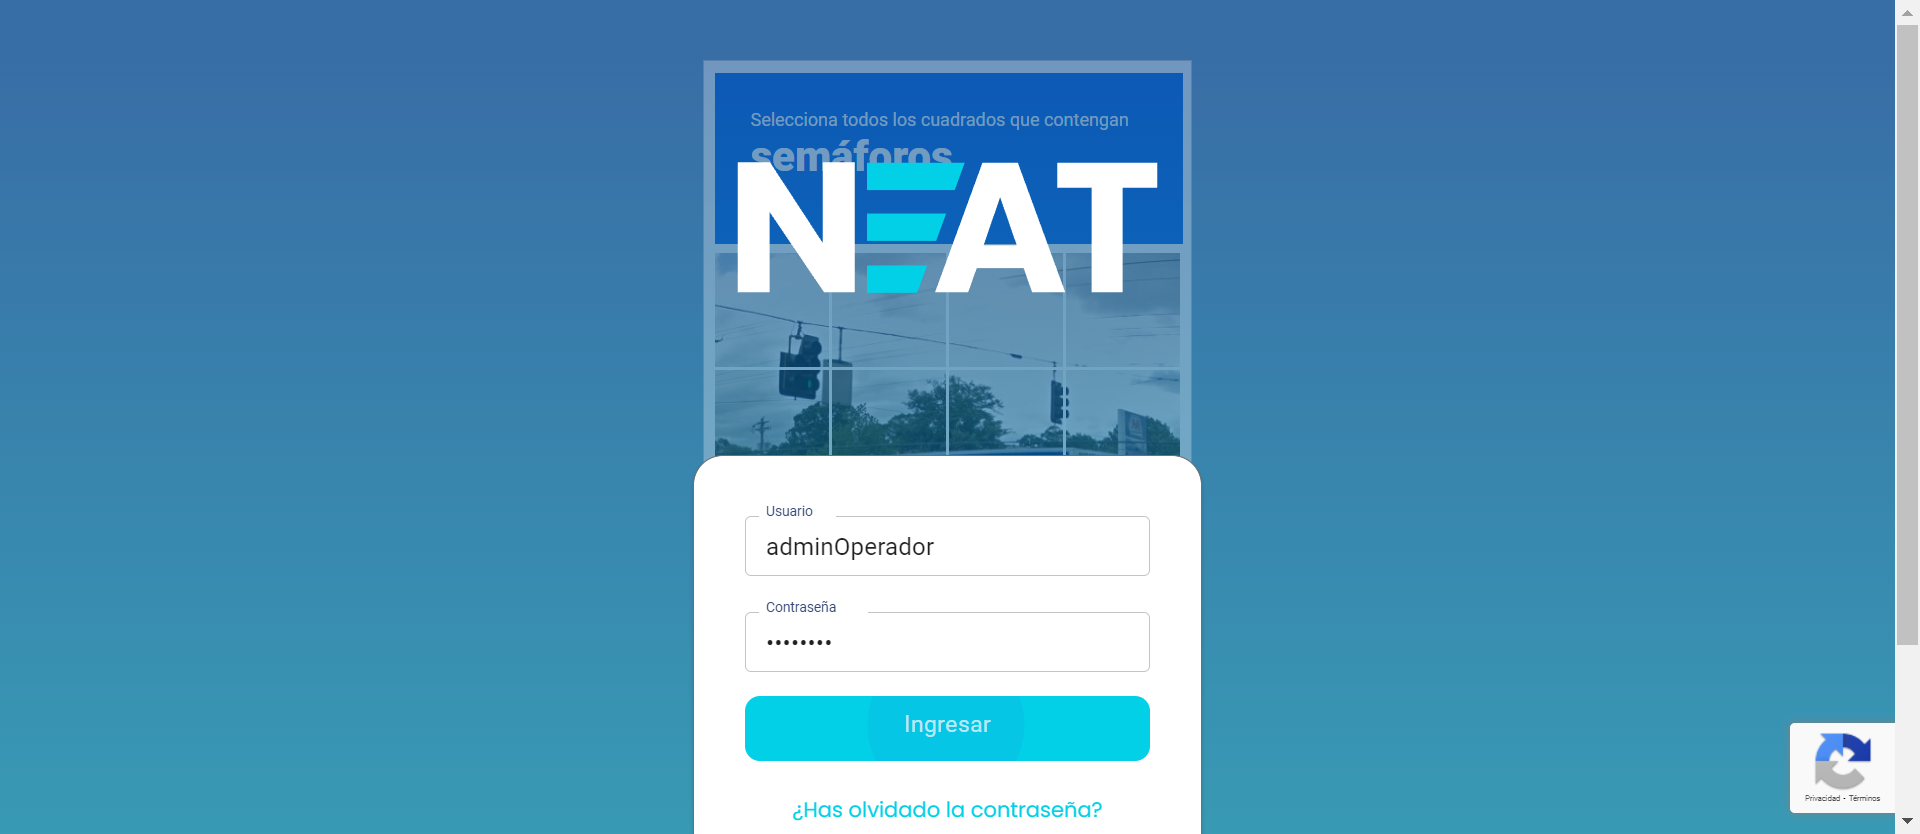 Selecciona todos los cuadrados que contengan
semáforos
NEAT
Usuario
adminOperador
Contraseña
••••••••
Ingresar
¿Has olvidado la contraseña?
Privacidad - Términos